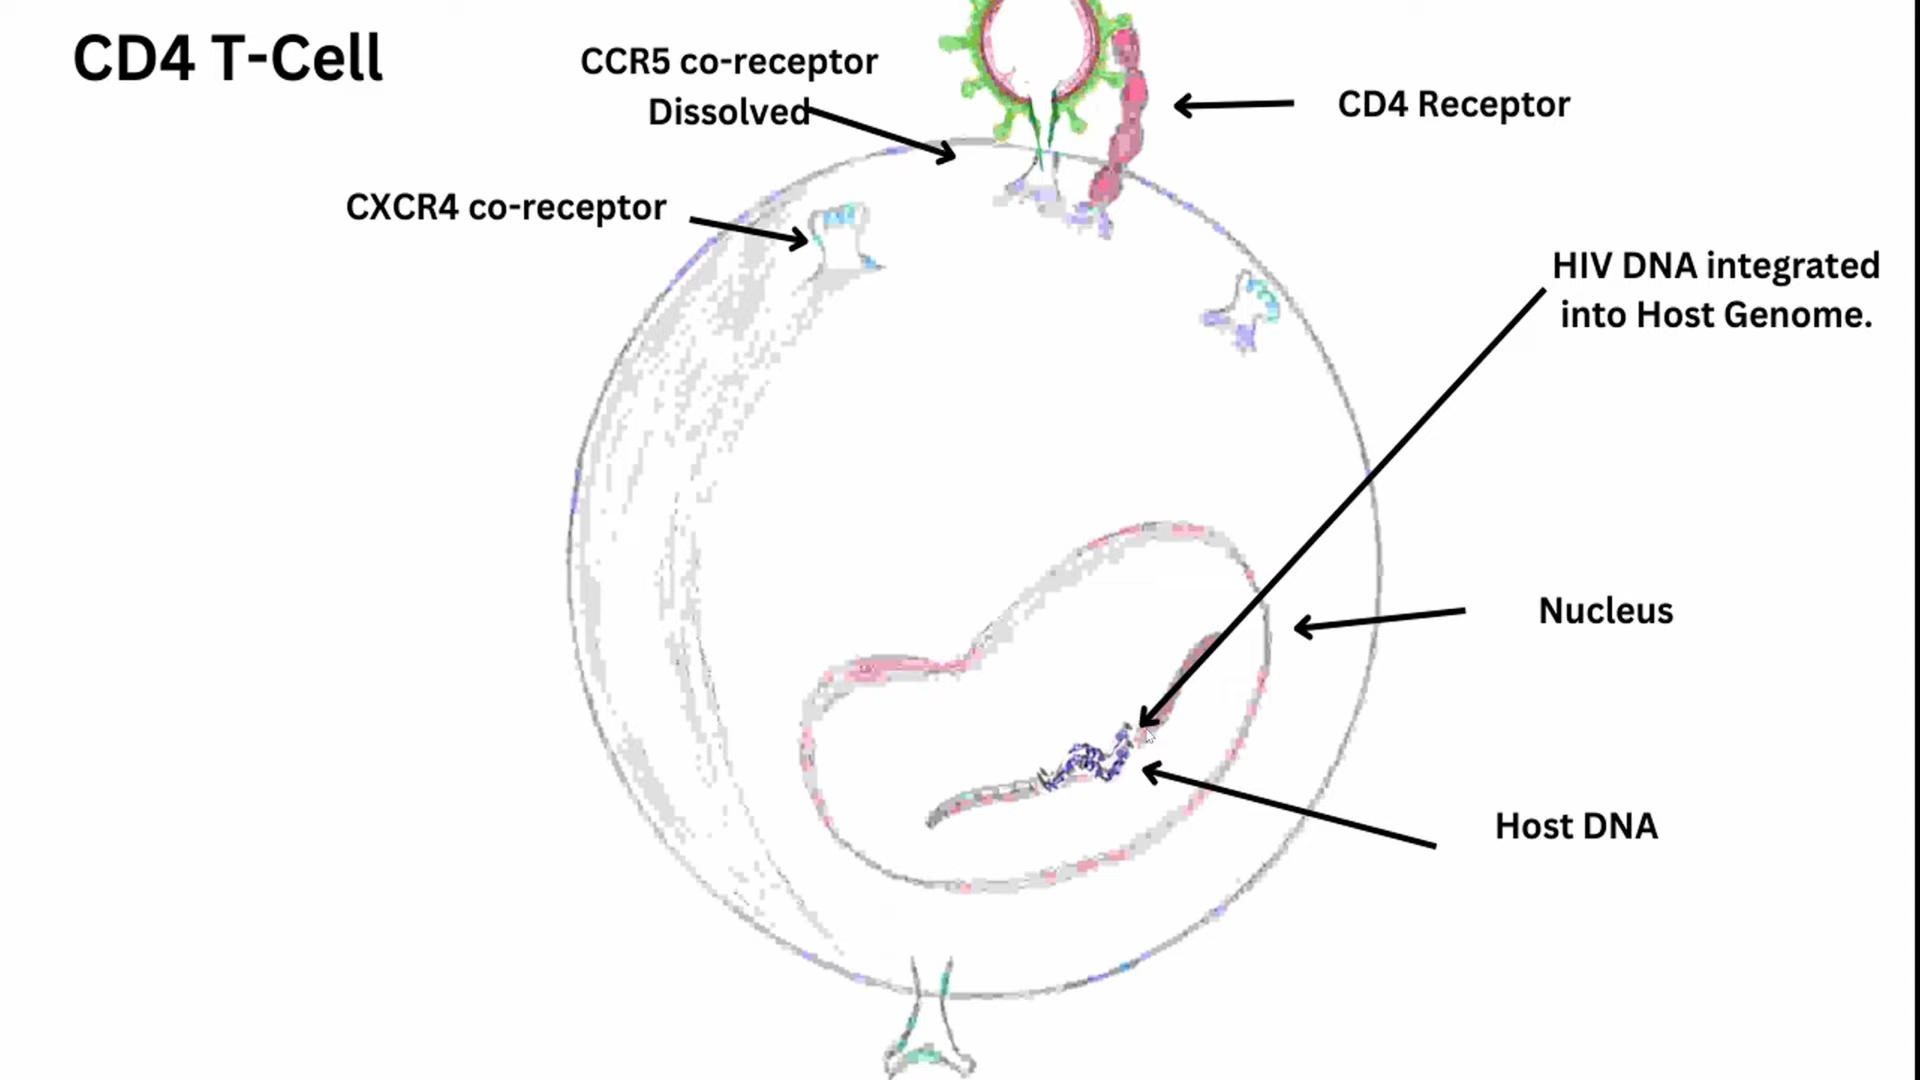 CD4 T-Cell
CCR5 co-receptor
Dissolved
CD4 Receptor
CXCR4 co-receptor
HIV DNA integrated
into Host Genome.
Nucleus
Host DNA